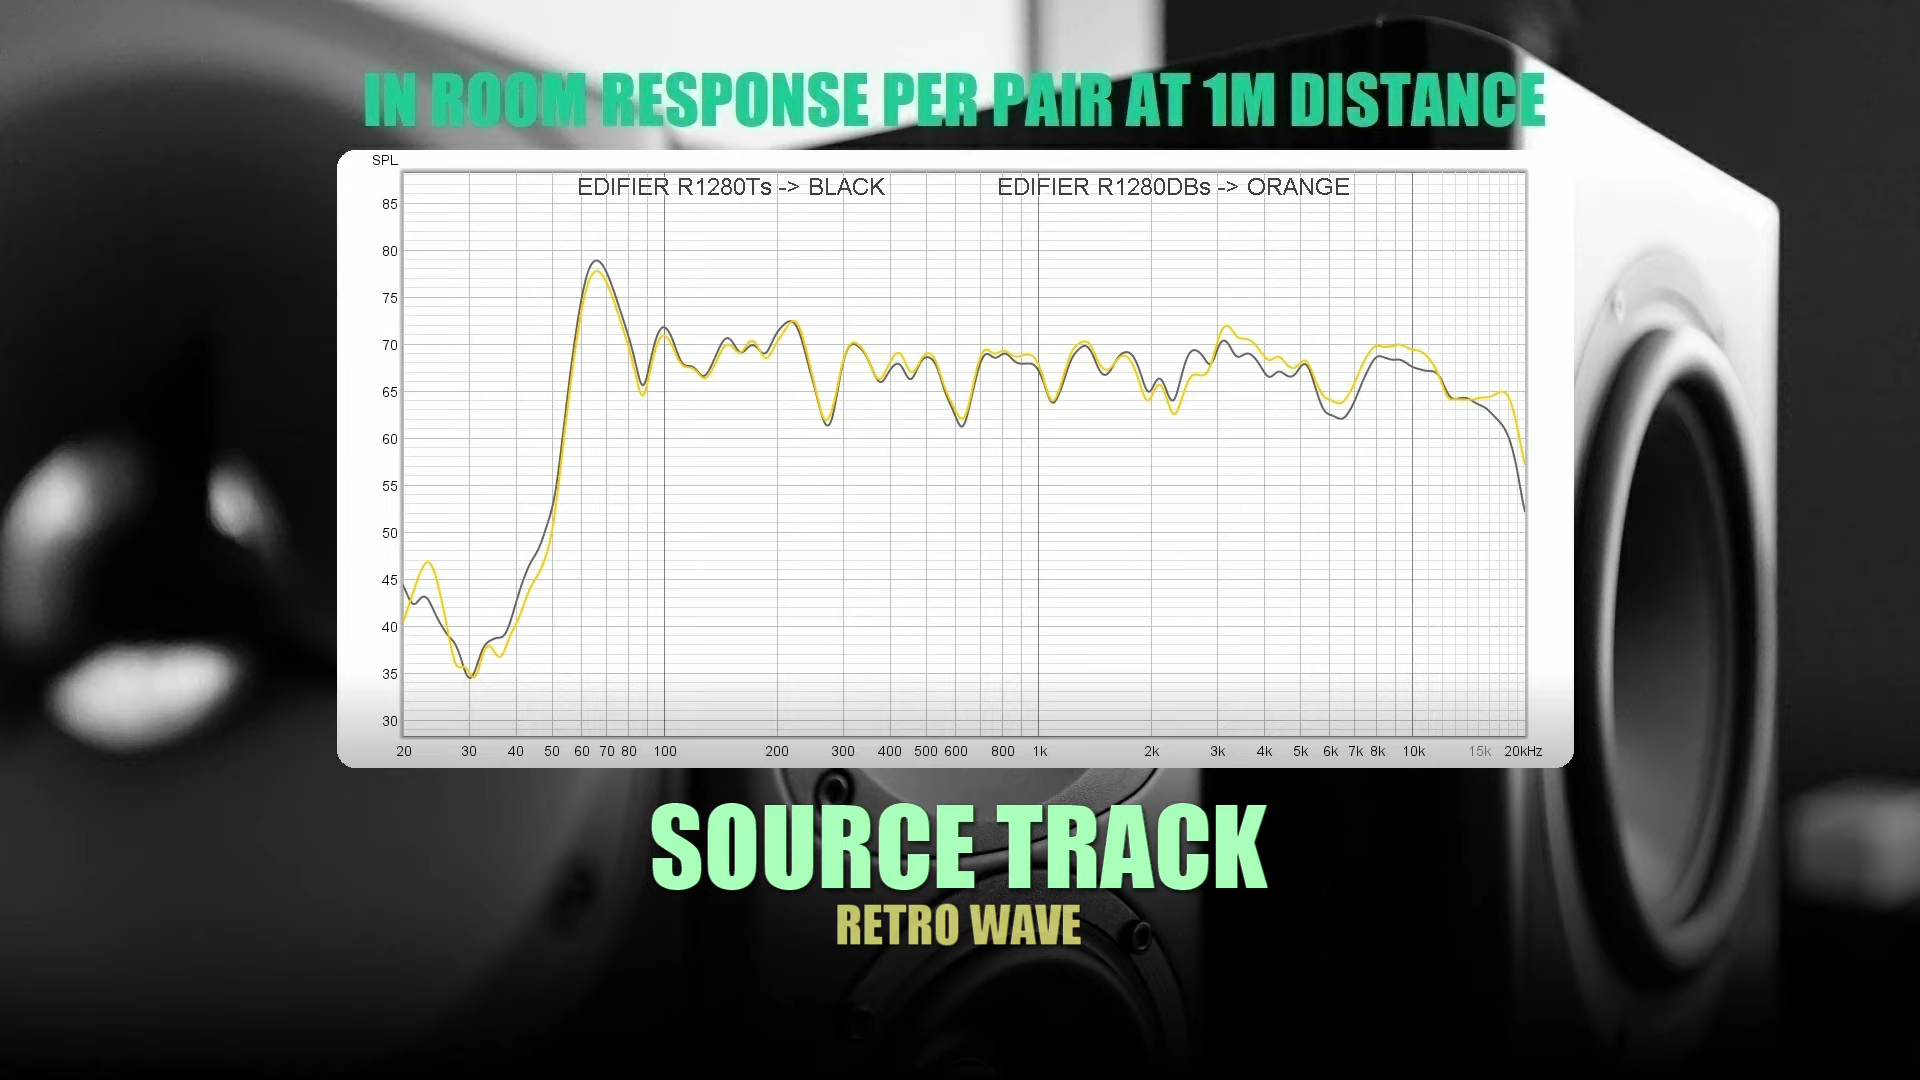 IN ROOM RESPONSE PER PAIR AT 1M DISTANCE
SPL
EDIFIER R1280Ts -> BLACK EDIFIER R1280DBs -> ORANGE
85
80
75
70
65
60
55
50
45
40
35
30
20 30 40 50 60 70 80 100 200 300 400 500 600 800 1k 2k 3k 4k 5k 6k 7k 8k 10k 15k 20kHz
SOURCE TRACK
RETRO WAVE